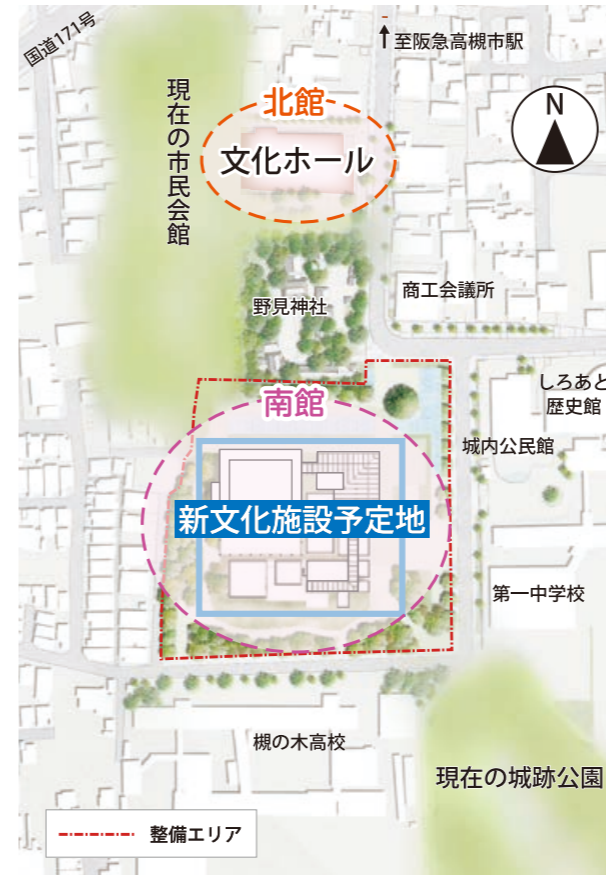 国道171号
至阪急高槻市駅
N
現在の市民会館
北館
文化ホール
野見神社
商工会議所
しろあと
歴史館
南館
城内公民館
新文化施設予定地
第一中学校
槻の木高校
現在の城跡公園
整備エリア